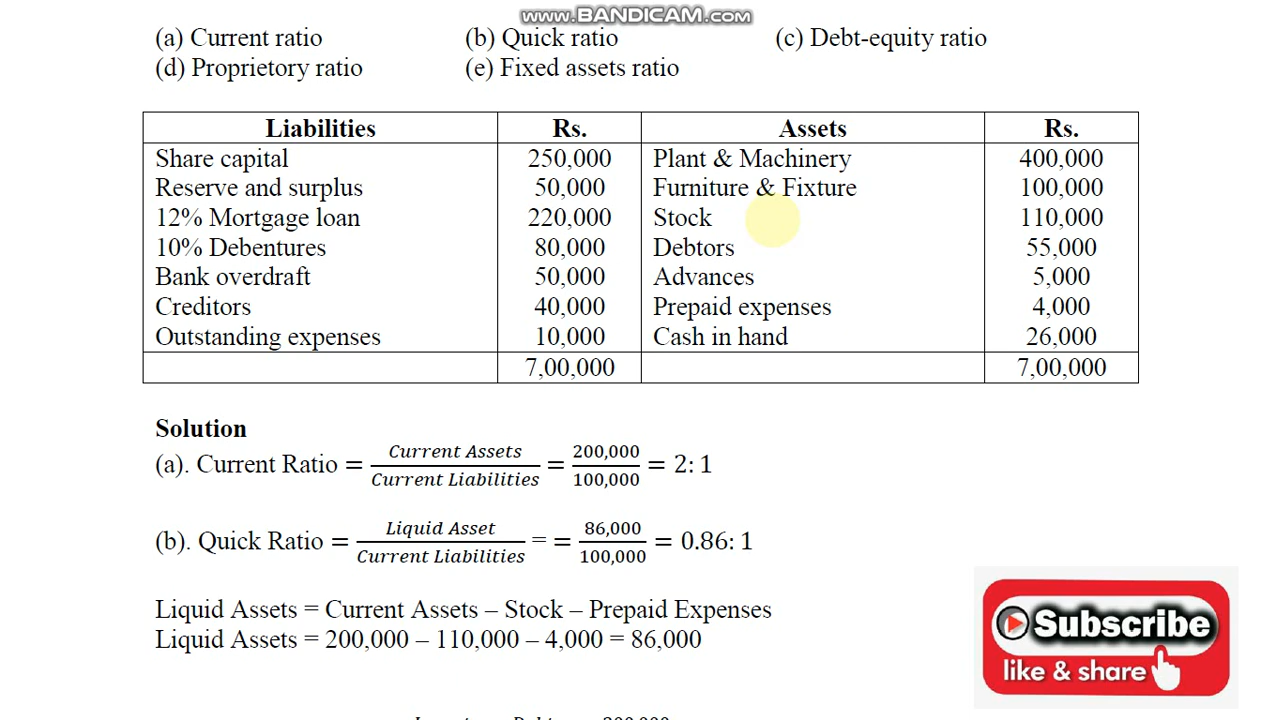 www.BANDICAM.com
(a) Current ratio (b) Quick ratio (c) Debt-equity ratio
(d) Proprietory ratio (e) Fixed assets ratio
Liabilities Rs. Assets Rs.
Share capital 250,000 Plant & Machinery 400,000
Reserve and surplus 50,000 Furniture & Fixture 100,000
12% Mortgage loan 220,000 Stock 110,000
10% Debentures 80,000 Debtors 55,000
Bank overdraft 50,000 Advances 5,000
Creditors 40,000 Prepaid expenses 4,000
Outstanding expenses 10,000 Cash in hand 26,000
7,00,000 7,00,000
Solution
(a). Current Ratio = Current Assets / Current Liabilities = 200,000 / 100,000 = 2: 1
(b). Quick Ratio = Liquid Asset / Current Liabilities = = 86,000 / 100,000 = 0.86: 1
Liquid Assets = Current Assets – Stock – Prepaid Expenses
Liquid Assets = 200,000 – 110,000 – 4,000 = 86,000
Subscribe
like & share